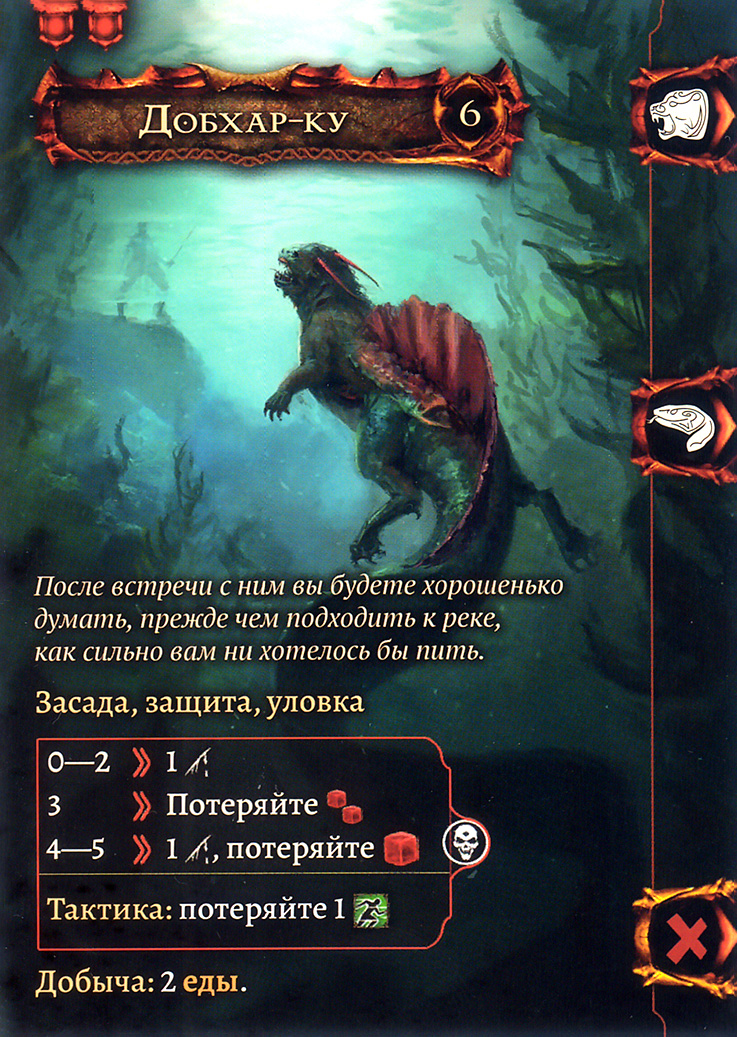 Добхар-ку
6
После встречи с ним вы будете хорошенько
думать, прежде чем подходить к реке,
как сильно вам ни хотелось бы пить.
Засада, защита, уловка
0—2 » 1
3 » Потеряйте
4—5 » 1, потеряйте
Тактика: потеряйте 1
Добыча: 2 еды.